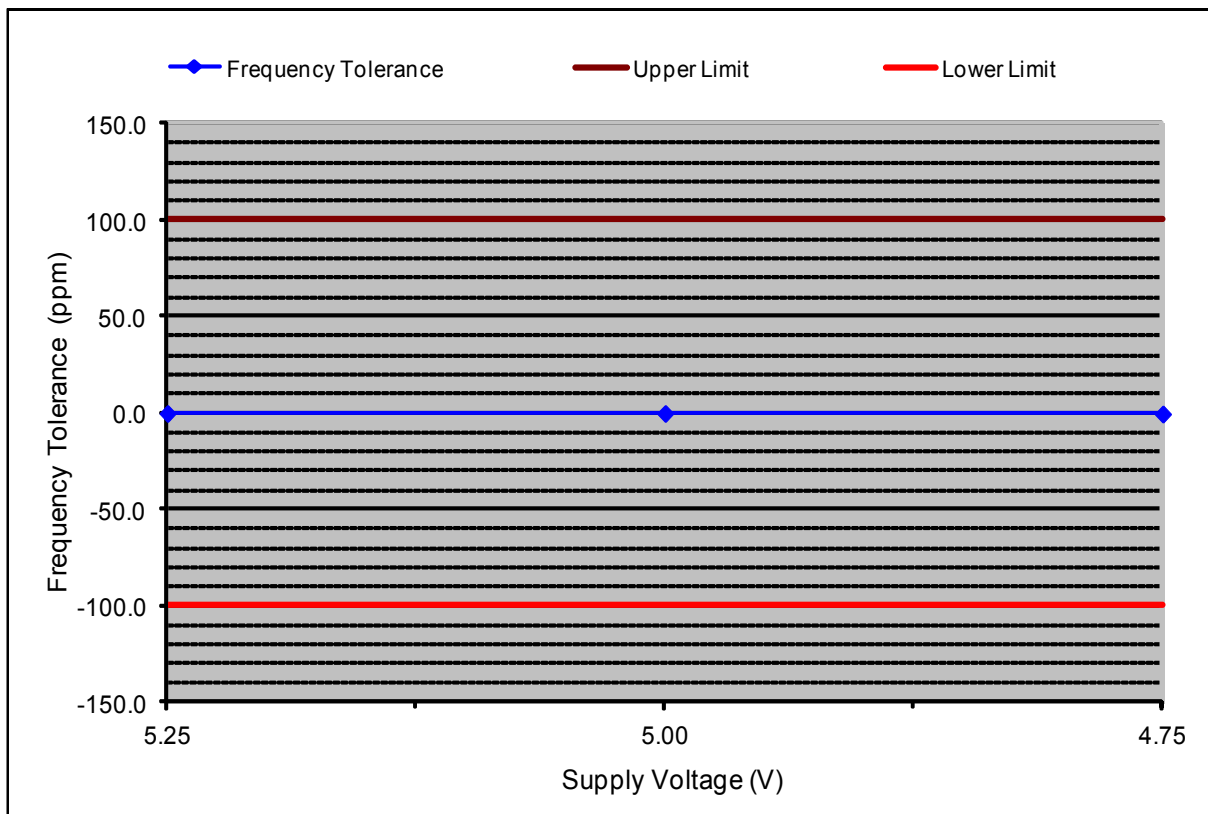 Frequency Tolerance Upper Limit Lower Limit
Frequency Tolerance (ppm)
150.0
100.0
50.0
0.0
-50.0
-100.0
-150.0
5.25 5.00 4.75
Supply Voltage (V)